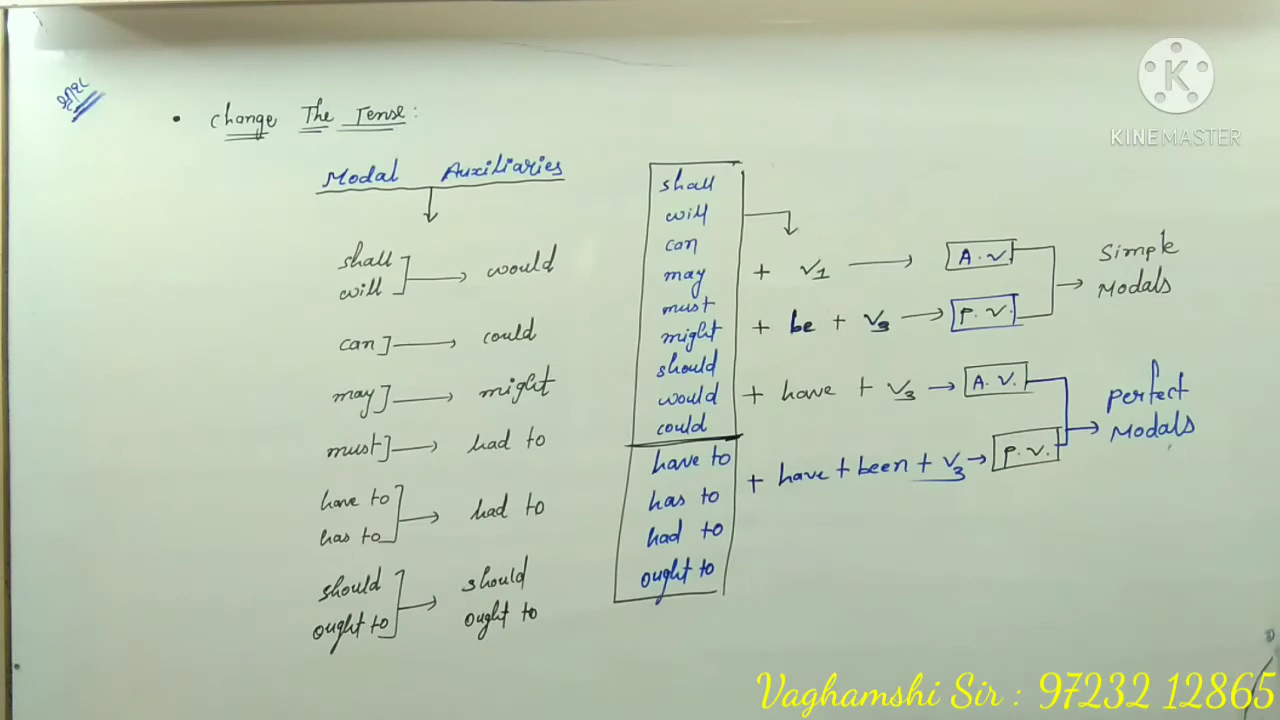 • Change The Tense:
Modal Auxiliaries
shall
will → would
can → could
may → might
must → had to
have to
has to → had to
should
ought to → should
ought to
shall
will
can
may
must
might
should
would
could
have to
has to
had to
ought to
+ V1 → A.V.
+ be + V3 → P.V.
Simple
Modals
+ have + V3 → A.V.
+ have + been + V3 → P.V.
Perfect
Modals
KINEMASTER
Vaghamshi Sir : 97232 12865